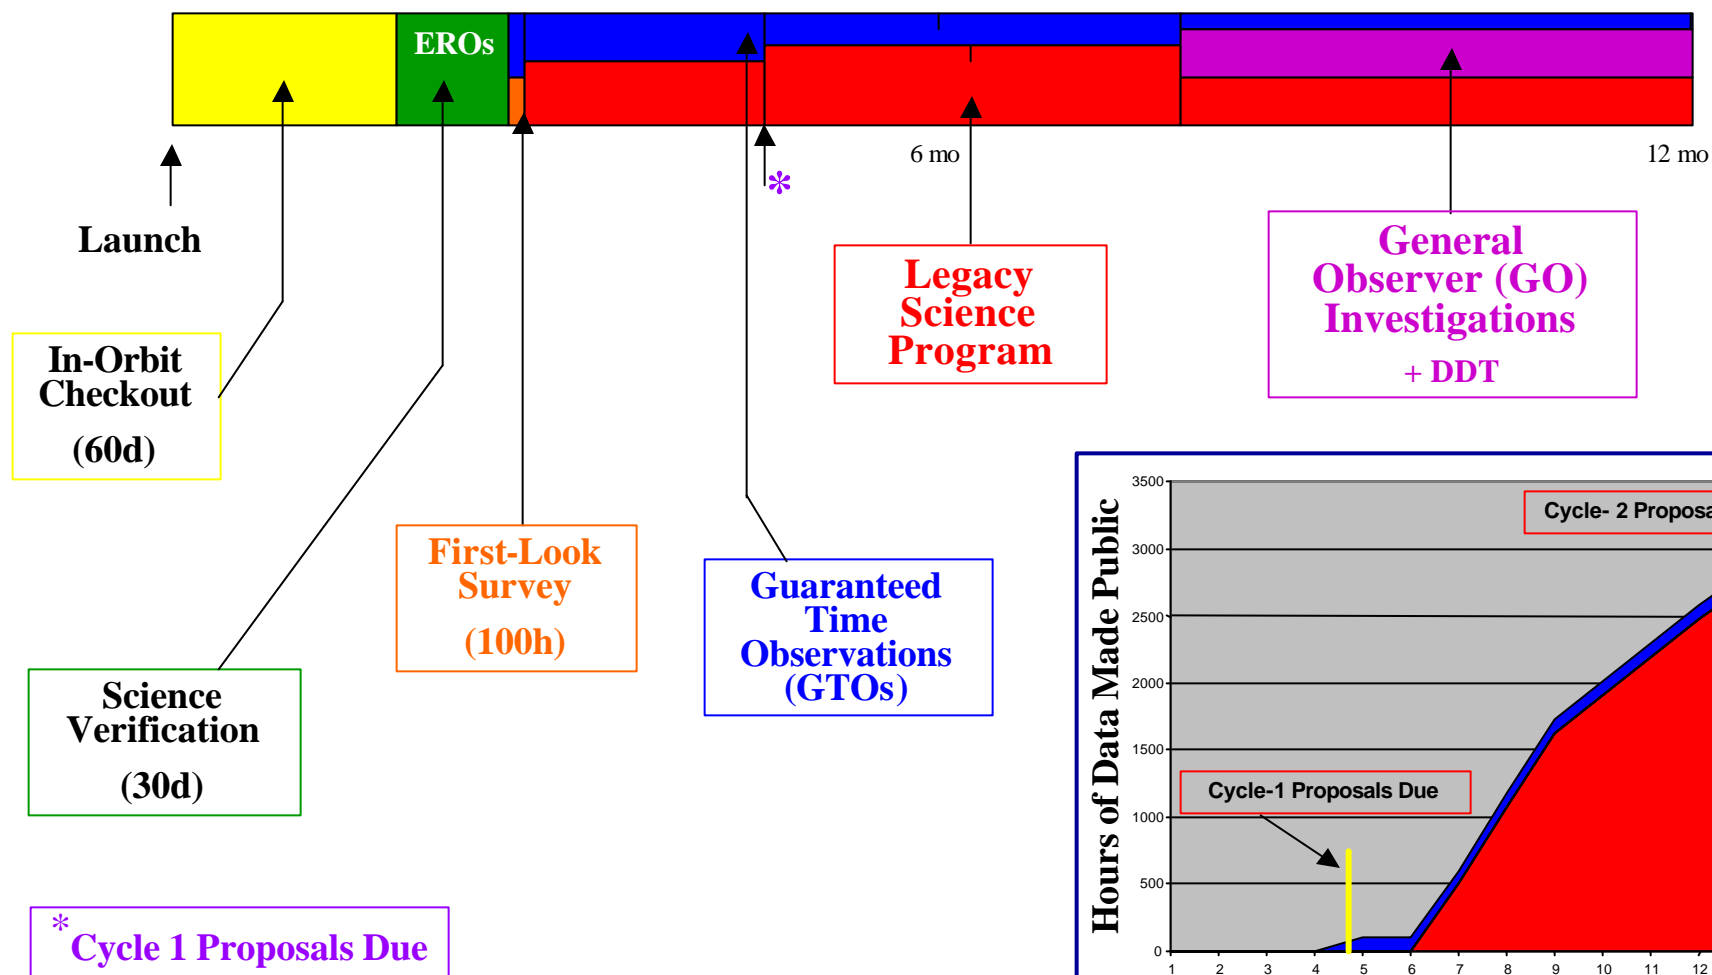 EROs
6 mo
12 mo
*
Launch
In-Orbit
Checkout
(60d)
Science
Verification
(30d)
First-Look
Survey
(100h)
Guaranteed
Time
Observations
(GTOs)
Legacy
Science
Program
General
Observer (GO)
Investigations
+ DDT
*Cycle 1 Proposals Due
Hours of Data Made Public
3500
3000
2500
2000
1500
1000
500
0
Cycle- 2 Proposa
Cycle-1 Proposals Due
1 2 3 4 5 6 7 8 9 10 11 12